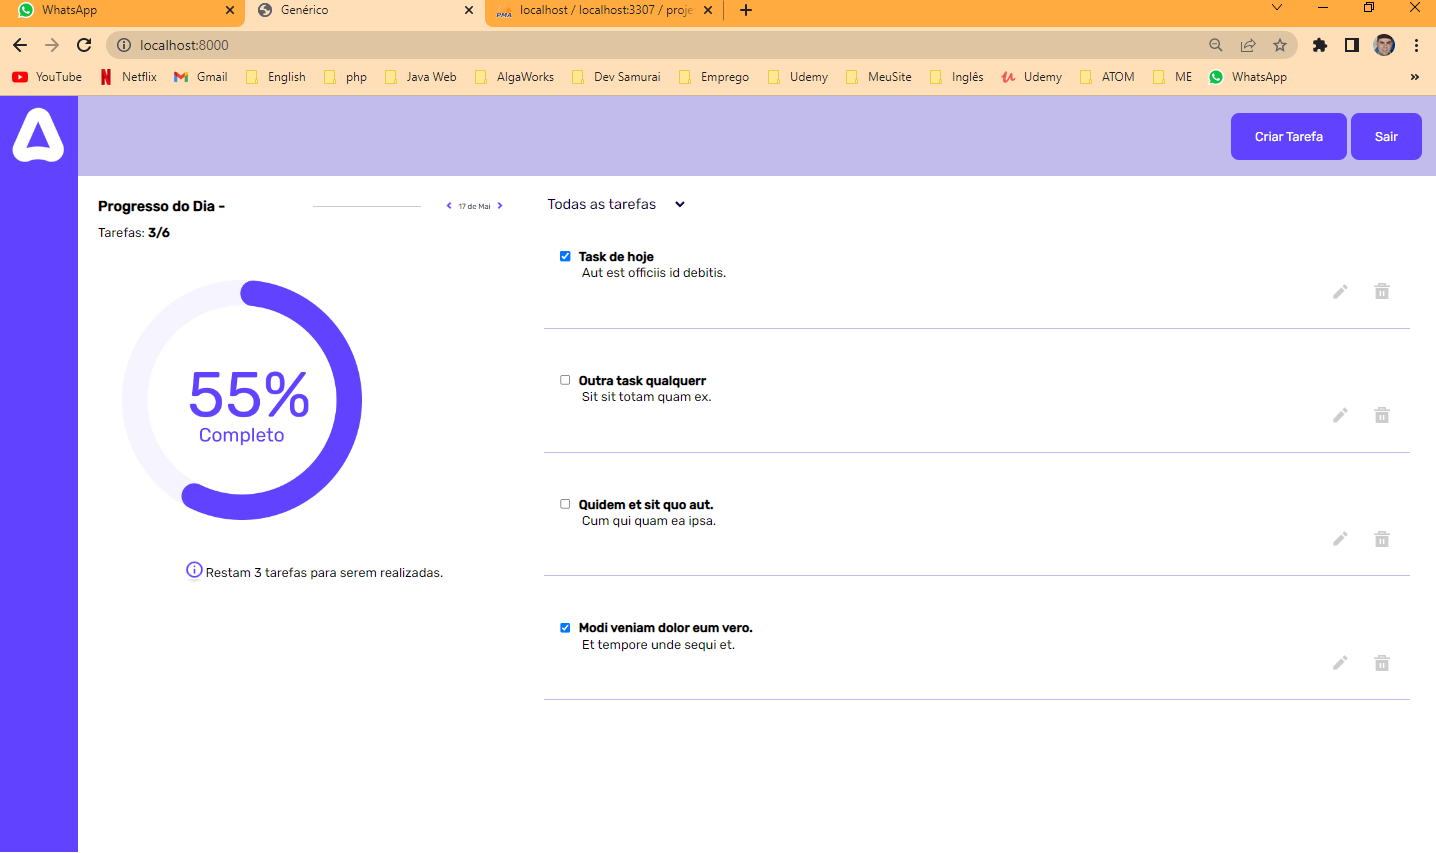 WhatsApp
Genérico
PMA localhost / localhost:3307 / proje
localhost:8000
YouTube Netflix Gmail English php Java Web AlgaWorks Dev Samurai Emprego Udemy MeuSite Inglês Udemy ATOM ME WhatsApp »
Criar Tarefa Sair
Progresso do Dia - 17 de Mai
Tarefas: 3/6
55%
Completo
Restam 3 tarefas para serem realizadas.
Todas as tarefas
Task de hoje
Aut est officiis id debitis.
Outra task qualquerr
Sit sit totam quam ex.
Quidem et sit quo aut.
Cum qui quam ea ipsa.
Modi veniam dolor eum vero.
Et tempore unde sequi et.